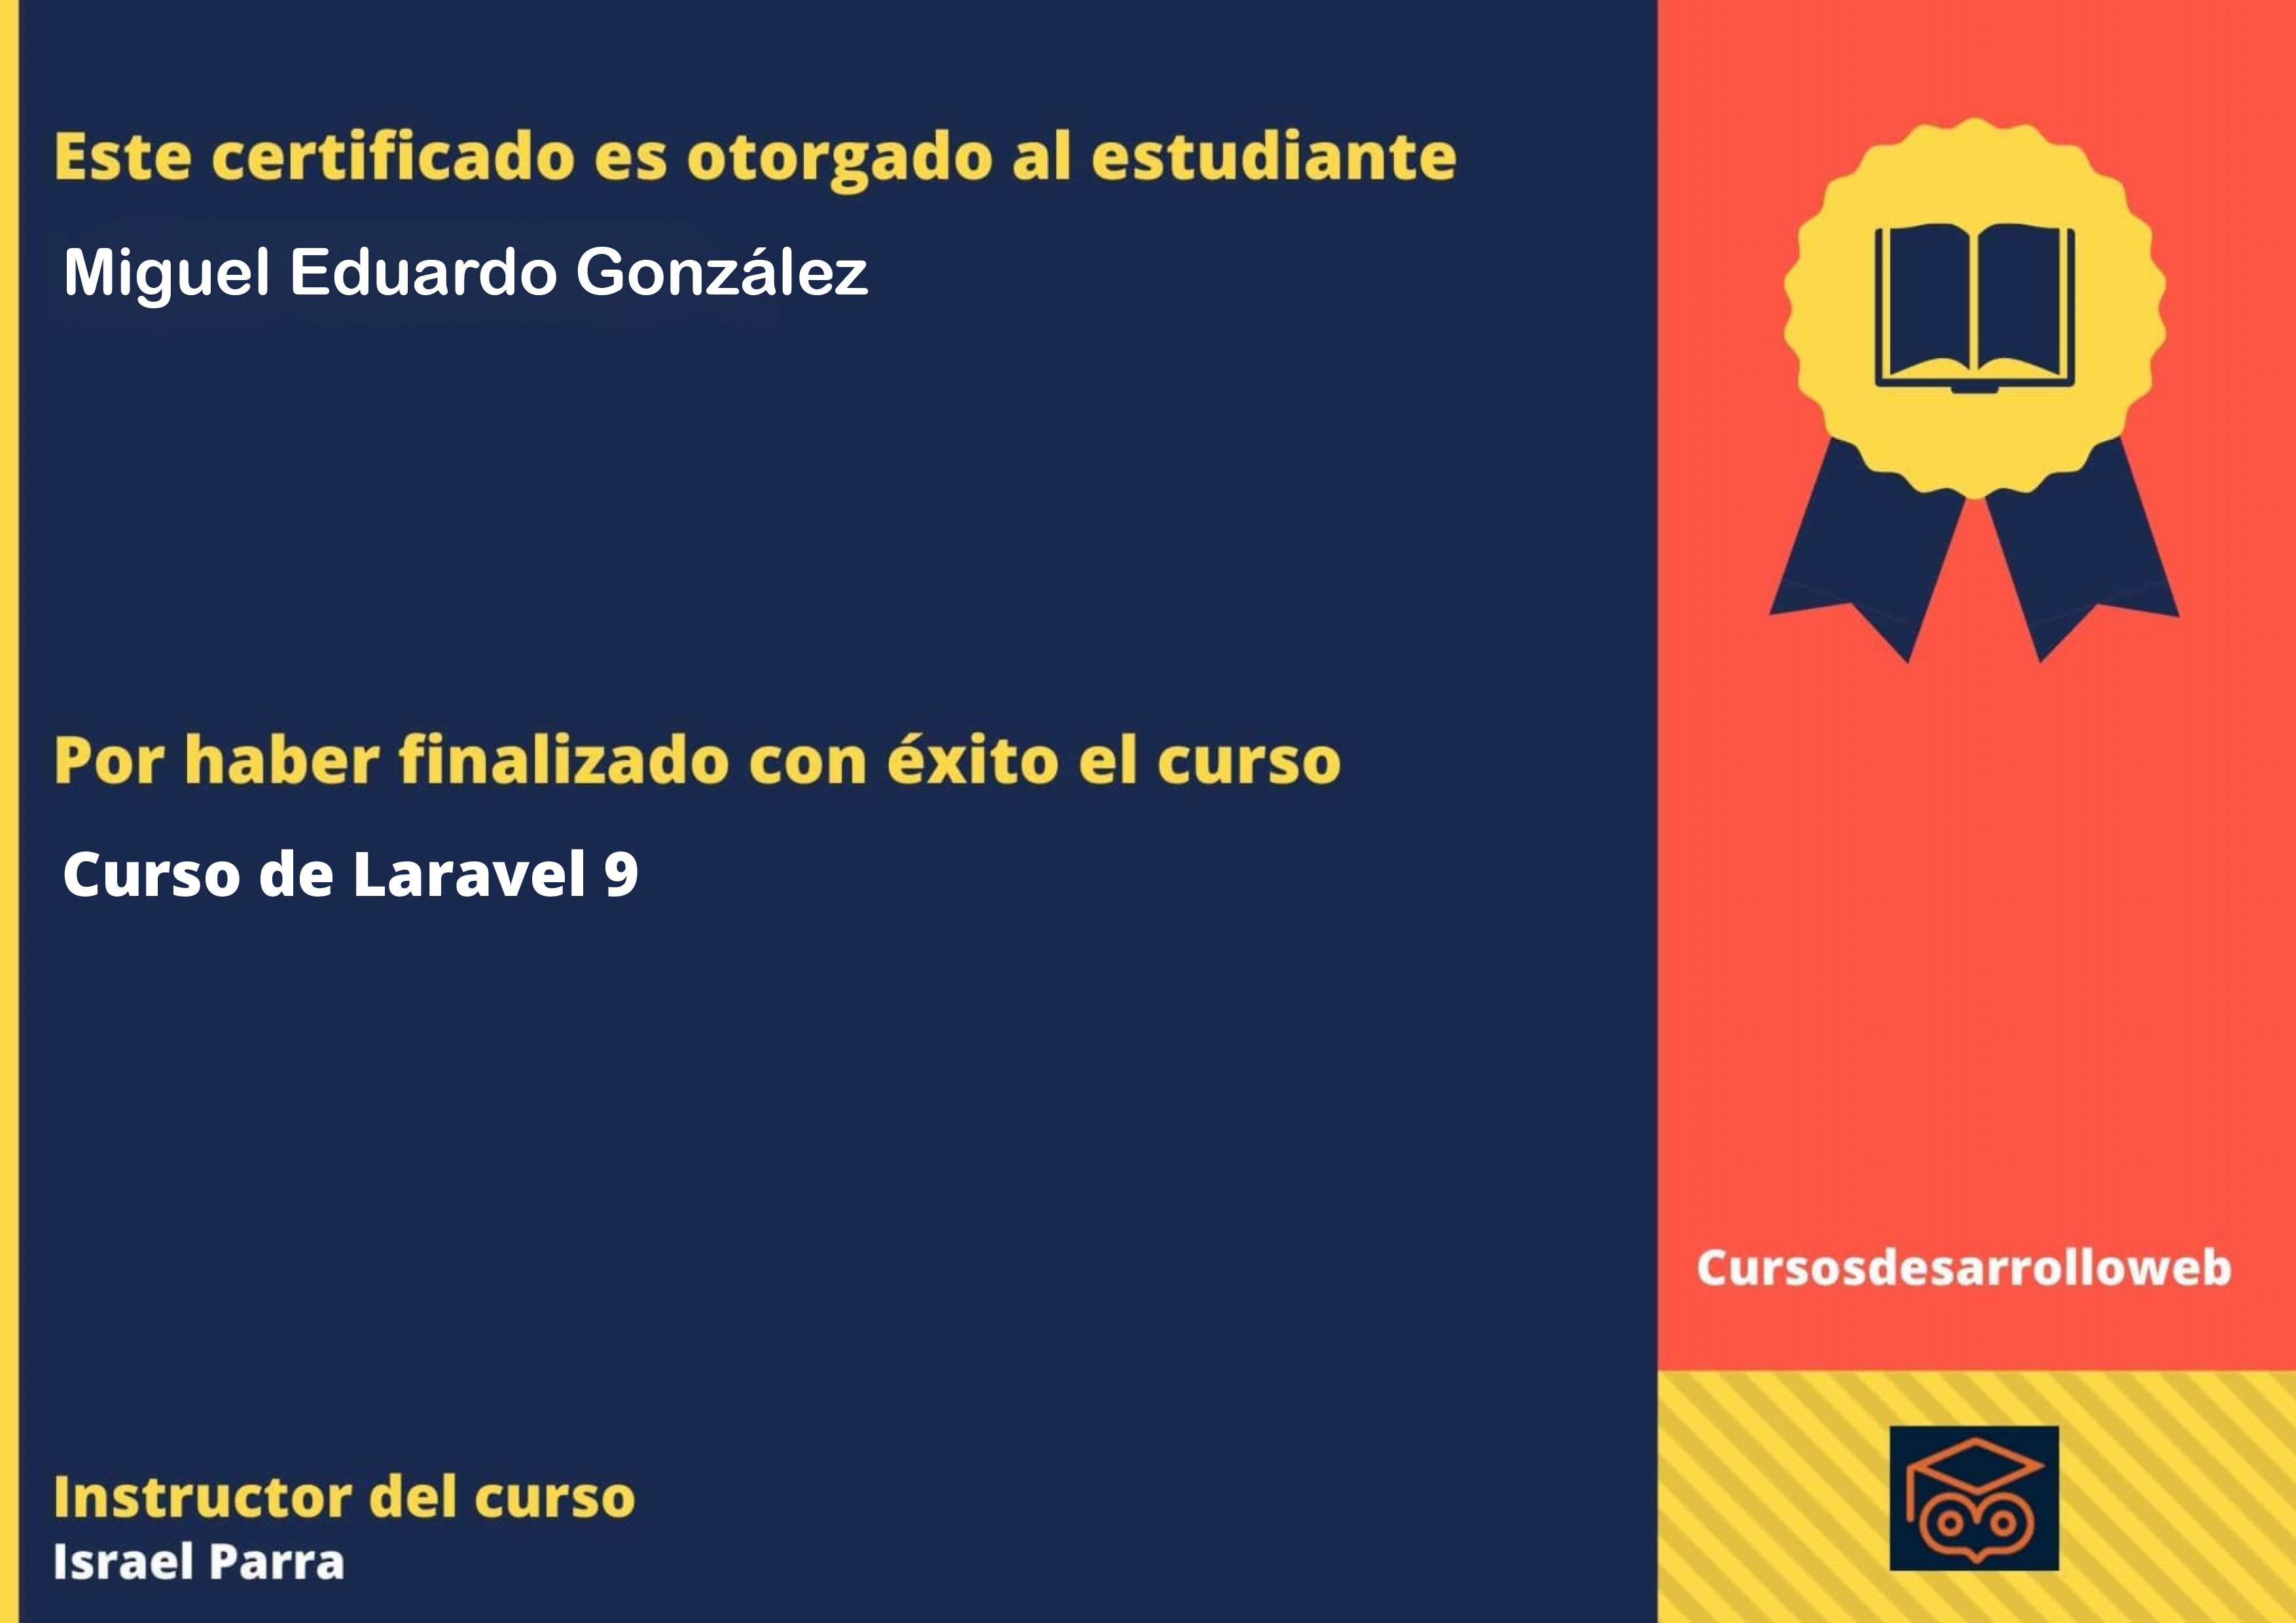 Este certificado es otorgado al estudiante
Miguel Eduardo González
Por haber finalizado con éxito el curso
Curso de Laravel 9
Cursosdesarrolloweb
Instructor del curso
Israel Parra